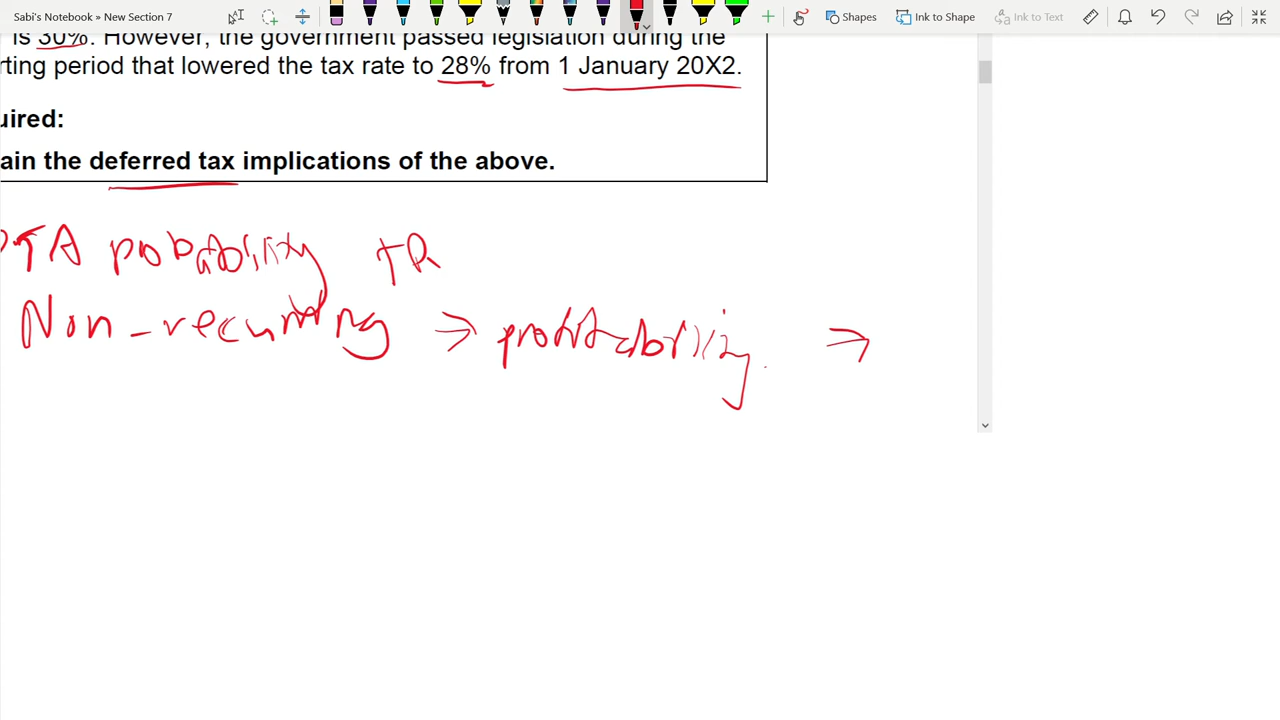 Sabi's Notebook » New Section 7
Shapes
Ink to Shape
Ink to Text
is 30%. However, the government passed legislation during the
rting period that lowered the tax rate to 28% from 1 January 20X2.
uired:
ain the deferred tax implications of the above.
TA probability TR
Non-recurring → profitability. →